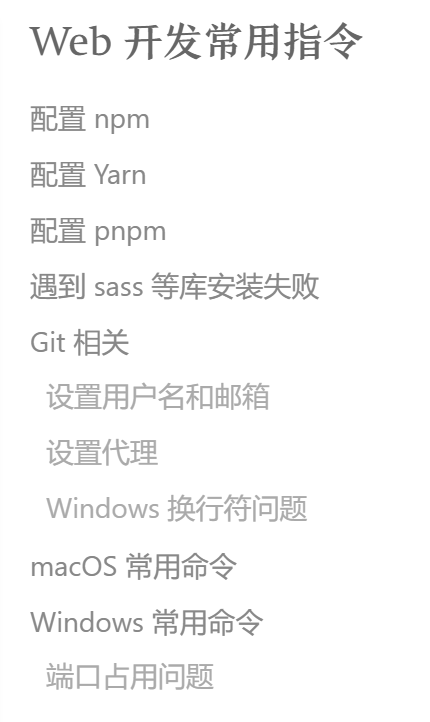 Web 开发常用指令
配置 npm
配置 Yarn
配置 pnpm
遇到 sass 等库安装失败
Git 相关
设置用户名和邮箱
设置代理
Windows 换行符问题
macOS 常用命令
Windows 常用命令
端口占用问题